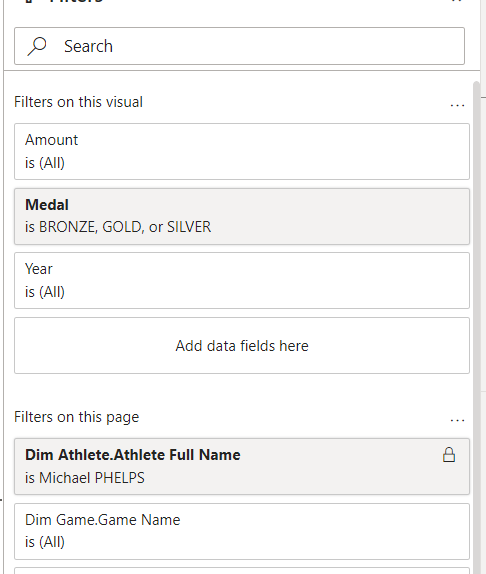 Filters
Search
Filters on this visual
...
Amount
is (All)
Medal
is BRONZE, GOLD, or SILVER
Year
is (All)
Add data fields here
Filters on this page
...
Dim Athlete.Athlete Full Name
is Michael PHELPS
Dim Game.Game Name
is (All)